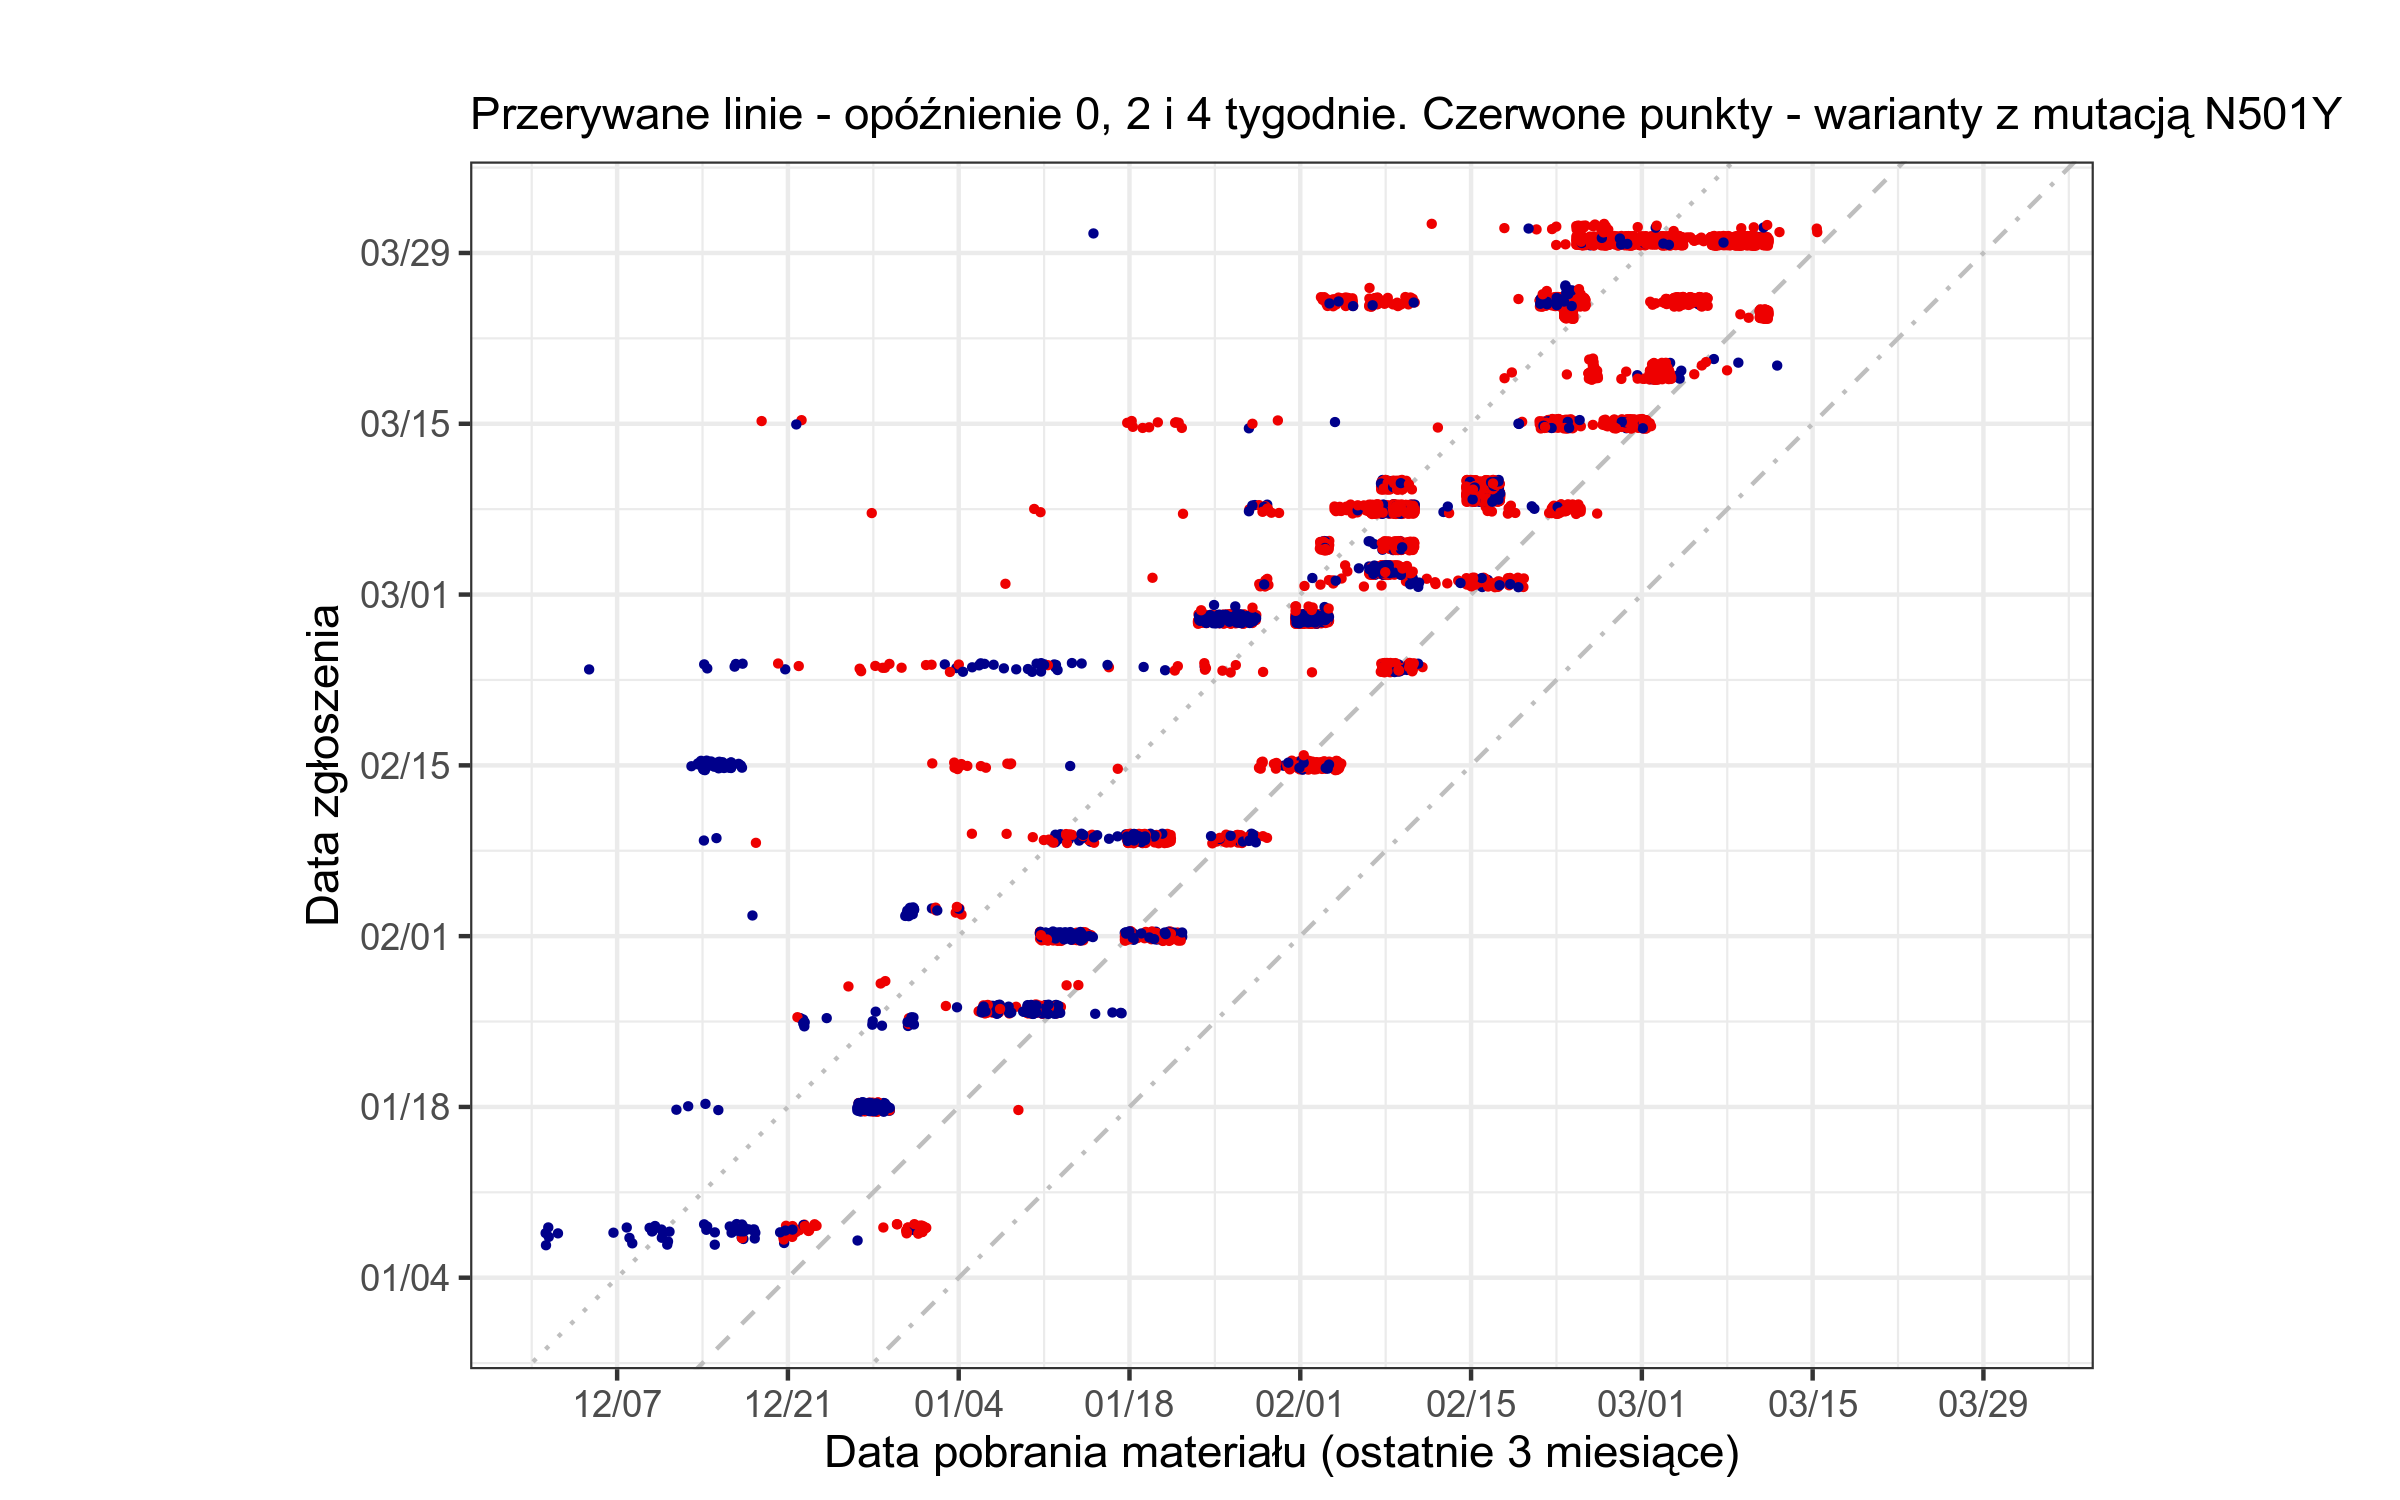 Przerywane linie - opóźnienie 0, 2 i 4 tygodnie. Czerwone punkty - warianty z mutacją N501Y
Data zgłoszenia
03/29
03/15
03/01
02/15
02/01
01/18
01/04
12/07 12/21 01/04 01/18 02/01 02/15 03/01 03/15 03/29
Data pobrania materiału (ostatnie 3 miesiące)